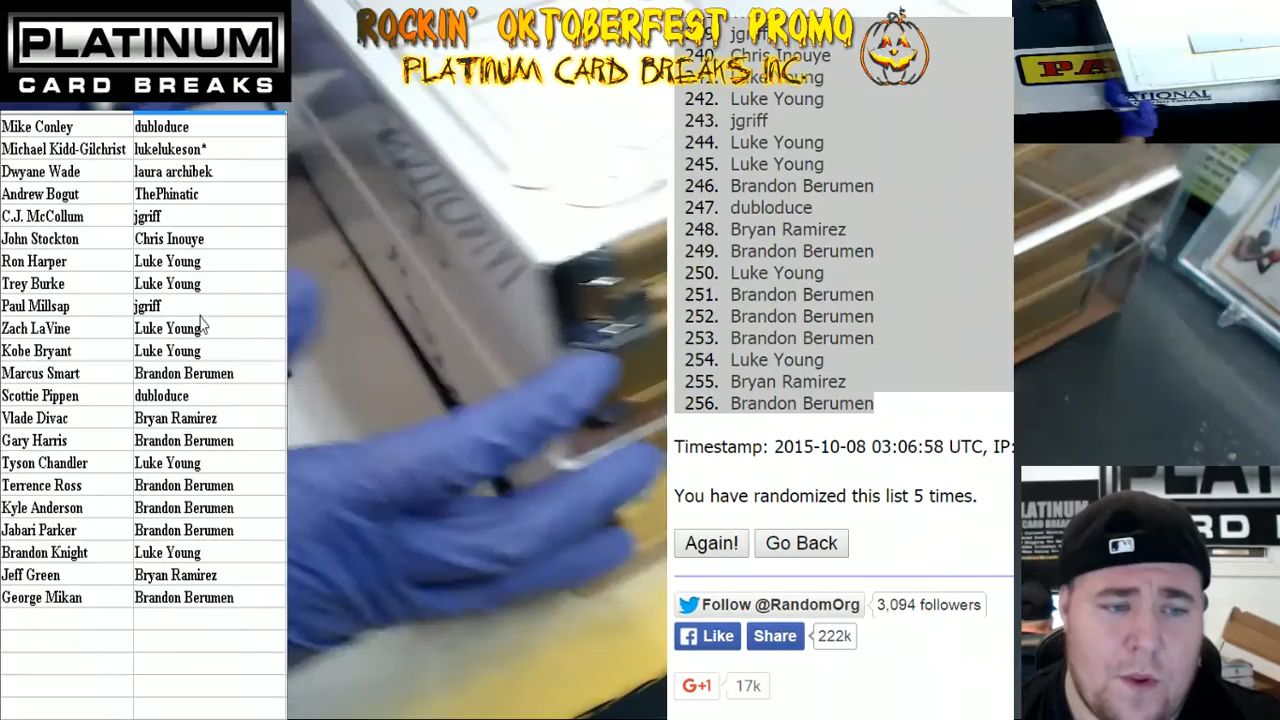 PLATINUM
CARD BREAKS
ROCKIN' OKTOBERFEST PROMO
PLATINUM CARD BREAKS INC.
Mike Conley dubloduce
Michael Kidd-Gilchrist lukelukeson*
Dwyane Wade laura archibek
Andrew Bogut ThePhinatic
C.J. McCollum jgriff
John Stockton Chris Inouye
Ron Harper Luke Young
Trey Burke Luke Young
Paul Millsap jgriff
Zach LaVine Luke Young
Kobe Bryant Luke Young
Marcus Smart Brandon Berumen
Scottie Pippen dubloduce
Vlade Divac Bryan Ramirez
Gary Harris Brandon Berumen
Tyson Chandler Luke Young
Terrence Ross Brandon Berumen
Kyle Anderson Brandon Berumen
Jabari Parker Brandon Berumen
Brandon Knight Luke Young
Jeff Green Bryan Ramirez
George Mikan Brandon Berumen
240. Chris Inouye
242. Luke Young
243. jgriff
244. Luke Young
245. Luke Young
246. Brandon Berumen
247. dubloduce
248. Bryan Ramirez
249. Brandon Berumen
250. Luke Young
251. Brandon Berumen
252. Brandon Berumen
253. Brandon Berumen
254. Luke Young
255. Bryan Ramirez
256. Brandon Berumen
Timestamp: 2015-10-08 03:06:58 UTC, IP:
You have randomized this list 5 times.
Again! Go Back
Follow @RandomOrg 3,094 followers
Like Share 222k
G+1 17k